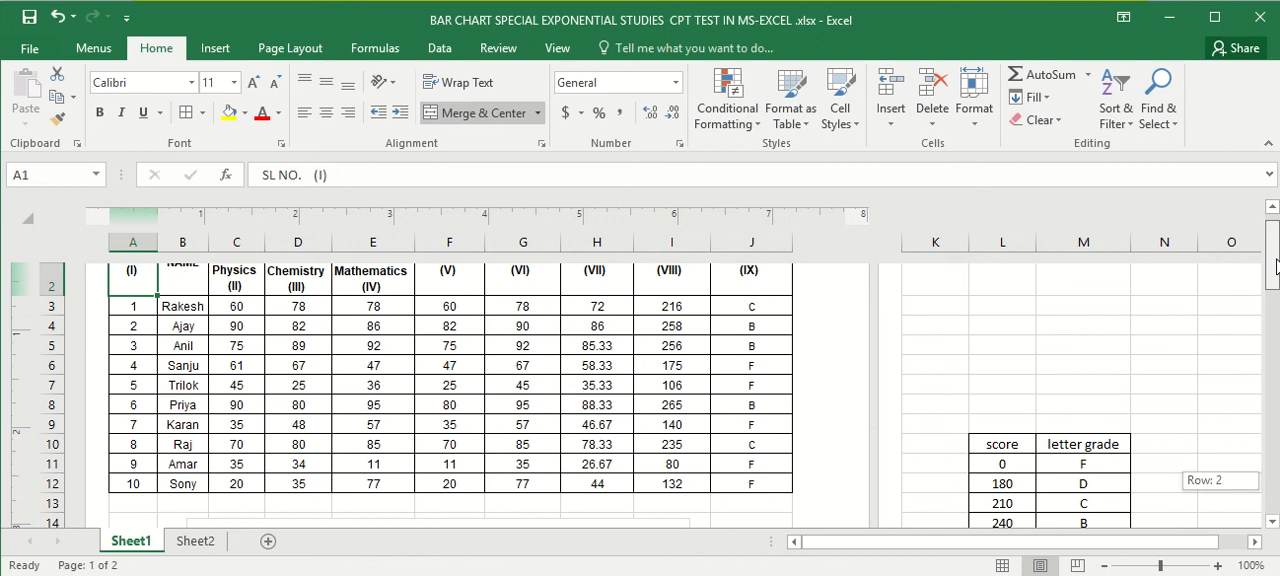 BAR CHART SPECIAL EXPONENTIAL STUDIES  CPT TEST IN MS-EXCEL .xlsx - Excel
File Menus Home Insert Page Layout Formulas Data Review View Tell me what you want to do... Share
Paste
Calibri 11
B I U
Clipboard
Font
Wrap Text
Merge & Center
Alignment
General
$ % ,
Number
Conditional Formatting
Format as Table
Cell Styles
Styles
Insert Delete Format
Cells
AutoSum
Fill
Clear
Sort & Filter
Find & Select
Editing
A1 fx SL NO.   (I)
1 2 3 4 5 6 7 8
A B C D E F G H I J K L M N O
NAME
2 (I) Physics (II) Chemistry (III) Mathematics (IV) (V) (VI) (VII) (VIII) (IX)
3 1 Rakesh 60 78 78 60 78 72 216 C
4 2 Ajay 90 82 86 82 90 86 258 B
5 3 Anil 75 89 92 75 92 85.33 256 B
6 4 Sanju 61 67 47 47 67 58.33 175 F
7 5 Trilok 45 25 36 25 45 35.33 106 F
8 6 Priya 90 80 95 80 95 88.33 265 B
9 7 Karan 35 48 57 35 57 46.67 140 F
10 8 Raj 70 80 85 70 85 78.33 235 C score letter grade
11 9 Amar 35 34 11 11 35 26.67 80 F 0 F
12 10 Sony 20 35 77 20 77 44 132 F 180 D Row: 2
13 210 C
14 240 B
Sheet1 Sheet2
Ready Page: 1 of 2 100%